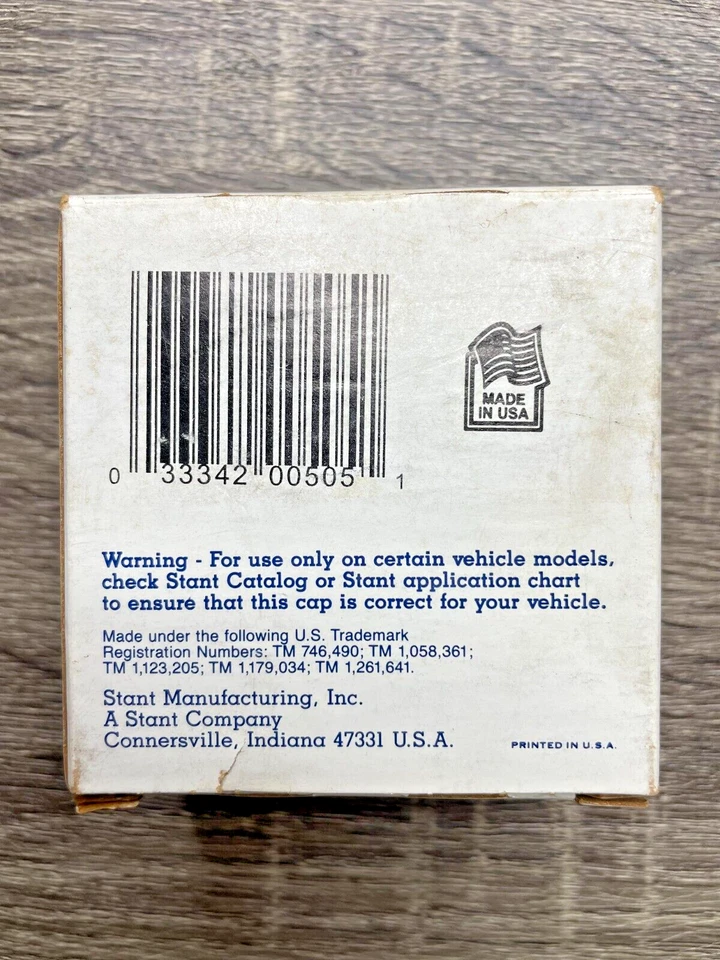 0 33342 00505 1
MADE
IN USA
Warning - For use only on certain vehicle models,
check Stant Catalog or Stant application chart
to ensure that this cap is correct for your vehicle.
Made under the following U.S. Trademark
Registration Numbers: TM 746,490; TM 1,058,361;
TM 1,123,205; TM 1,179,034; TM 1,261,641.
Stant Manufacturing, Inc.
A Stant Company
Connersville, Indiana 47331 U.S.A.
PRINTED IN U.S.A.